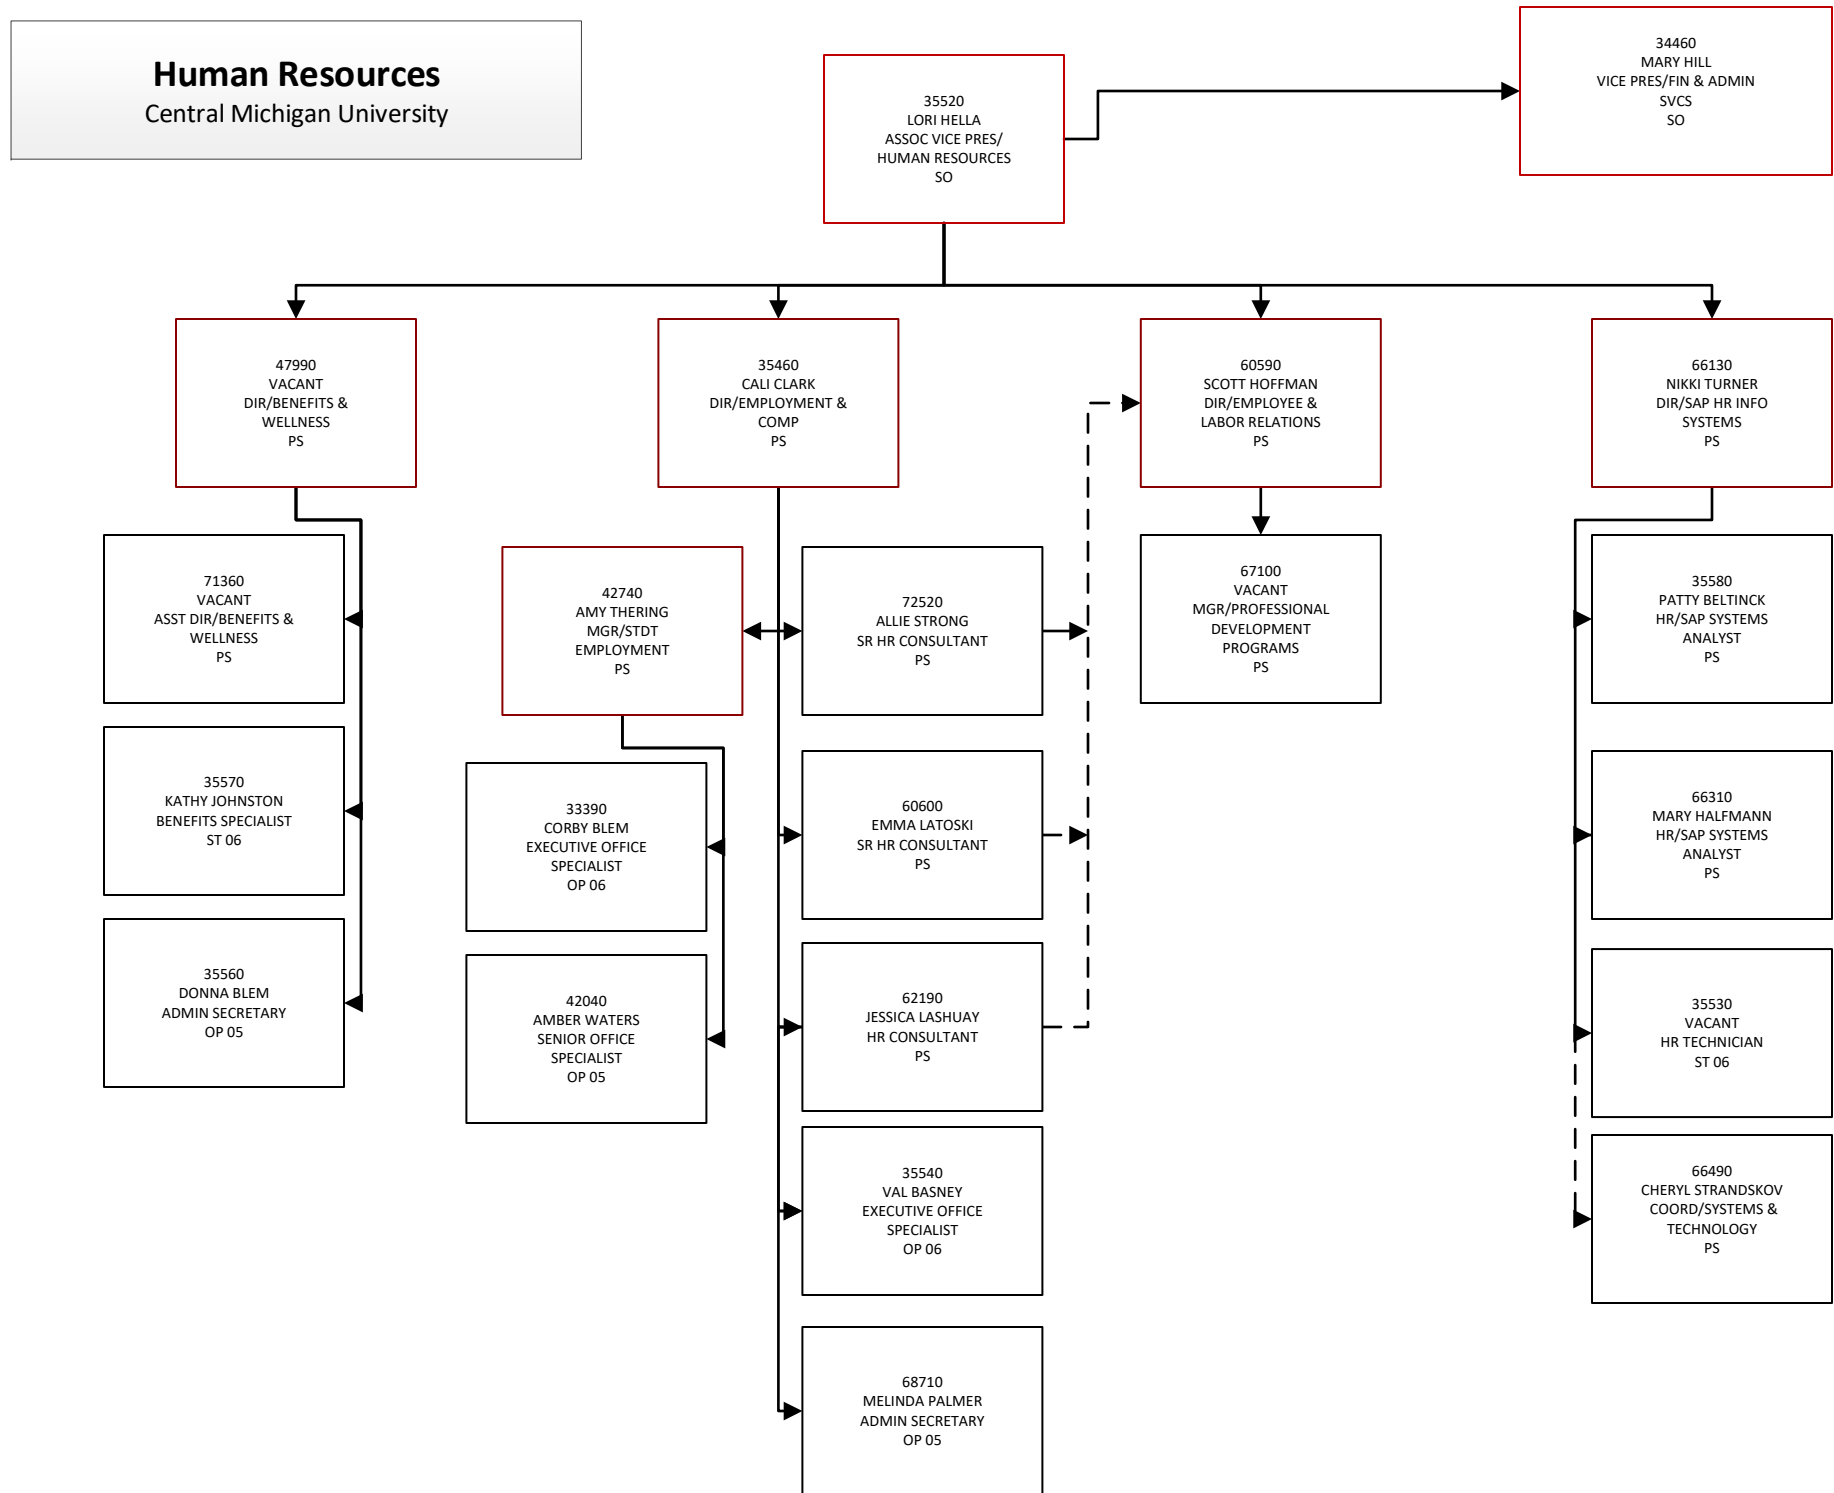 Human Resources
Central Michigan University
35520
LORI HELLA
ASSOC VICE PRES/
HUMAN RESOURCES
SO
34460
MARY HILL
VICE PRES/FIN & ADMIN
SVCS
SO
47990
VACANT
DIR/BENEFITS &
WELLNESS
PS
35460
CALI CLARK
DIR/EMPLOYMENT &
COMP
PS
60590
SCOTT HOFFMAN
DIR/EMPLOYEE &
LABOR RELATIONS
PS
66130
NIKKI TURNER
DIR/SAP HR INFO
SYSTEMS
PS
71360
VACANT
ASST DIR/BENEFITS &
WELLNESS
PS
35570
KATHY JOHNSTON
BENEFITS SPECIALIST
ST 06
35560
DONNA BLEM
ADMIN SECRETARY
OP 05
42740
AMY THERING
MGR/STDT
EMPLOYMENT
PS
33390
CORBY BLEM
EXECUTIVE OFFICE
SPECIALIST
OP 06
42040
AMBER WATERS
SENIOR OFFICE
SPECIALIST
OP 05
72520
ALLIE STRONG
SR HR CONSULTANT
PS
60600
EMMA LATOSKI
SR HR CONSULTANT
PS
62190
JESSICA LASHUAY
HR CONSULTANT
PS
35540
VAL BASNEY
EXECUTIVE OFFICE
SPECIALIST
OP 06
68710
MELINDA PALMER
ADMIN SECRETARY
OP 05
67100
VACANT
MGR/PROFESSIONAL
DEVELOPMENT
PROGRAMS
PS
35580
PATTY BELTINCK
HR/SAP SYSTEMS
ANALYST
PS
66310
MARY HALFMANN
HR/SAP SYSTEMS
ANALYST
PS
35530
VACANT
HR TECHNICIAN
ST 06
66490
CHERYL STRANDSKOV
COORD/SYSTEMS &
TECHNOLOGY
PS